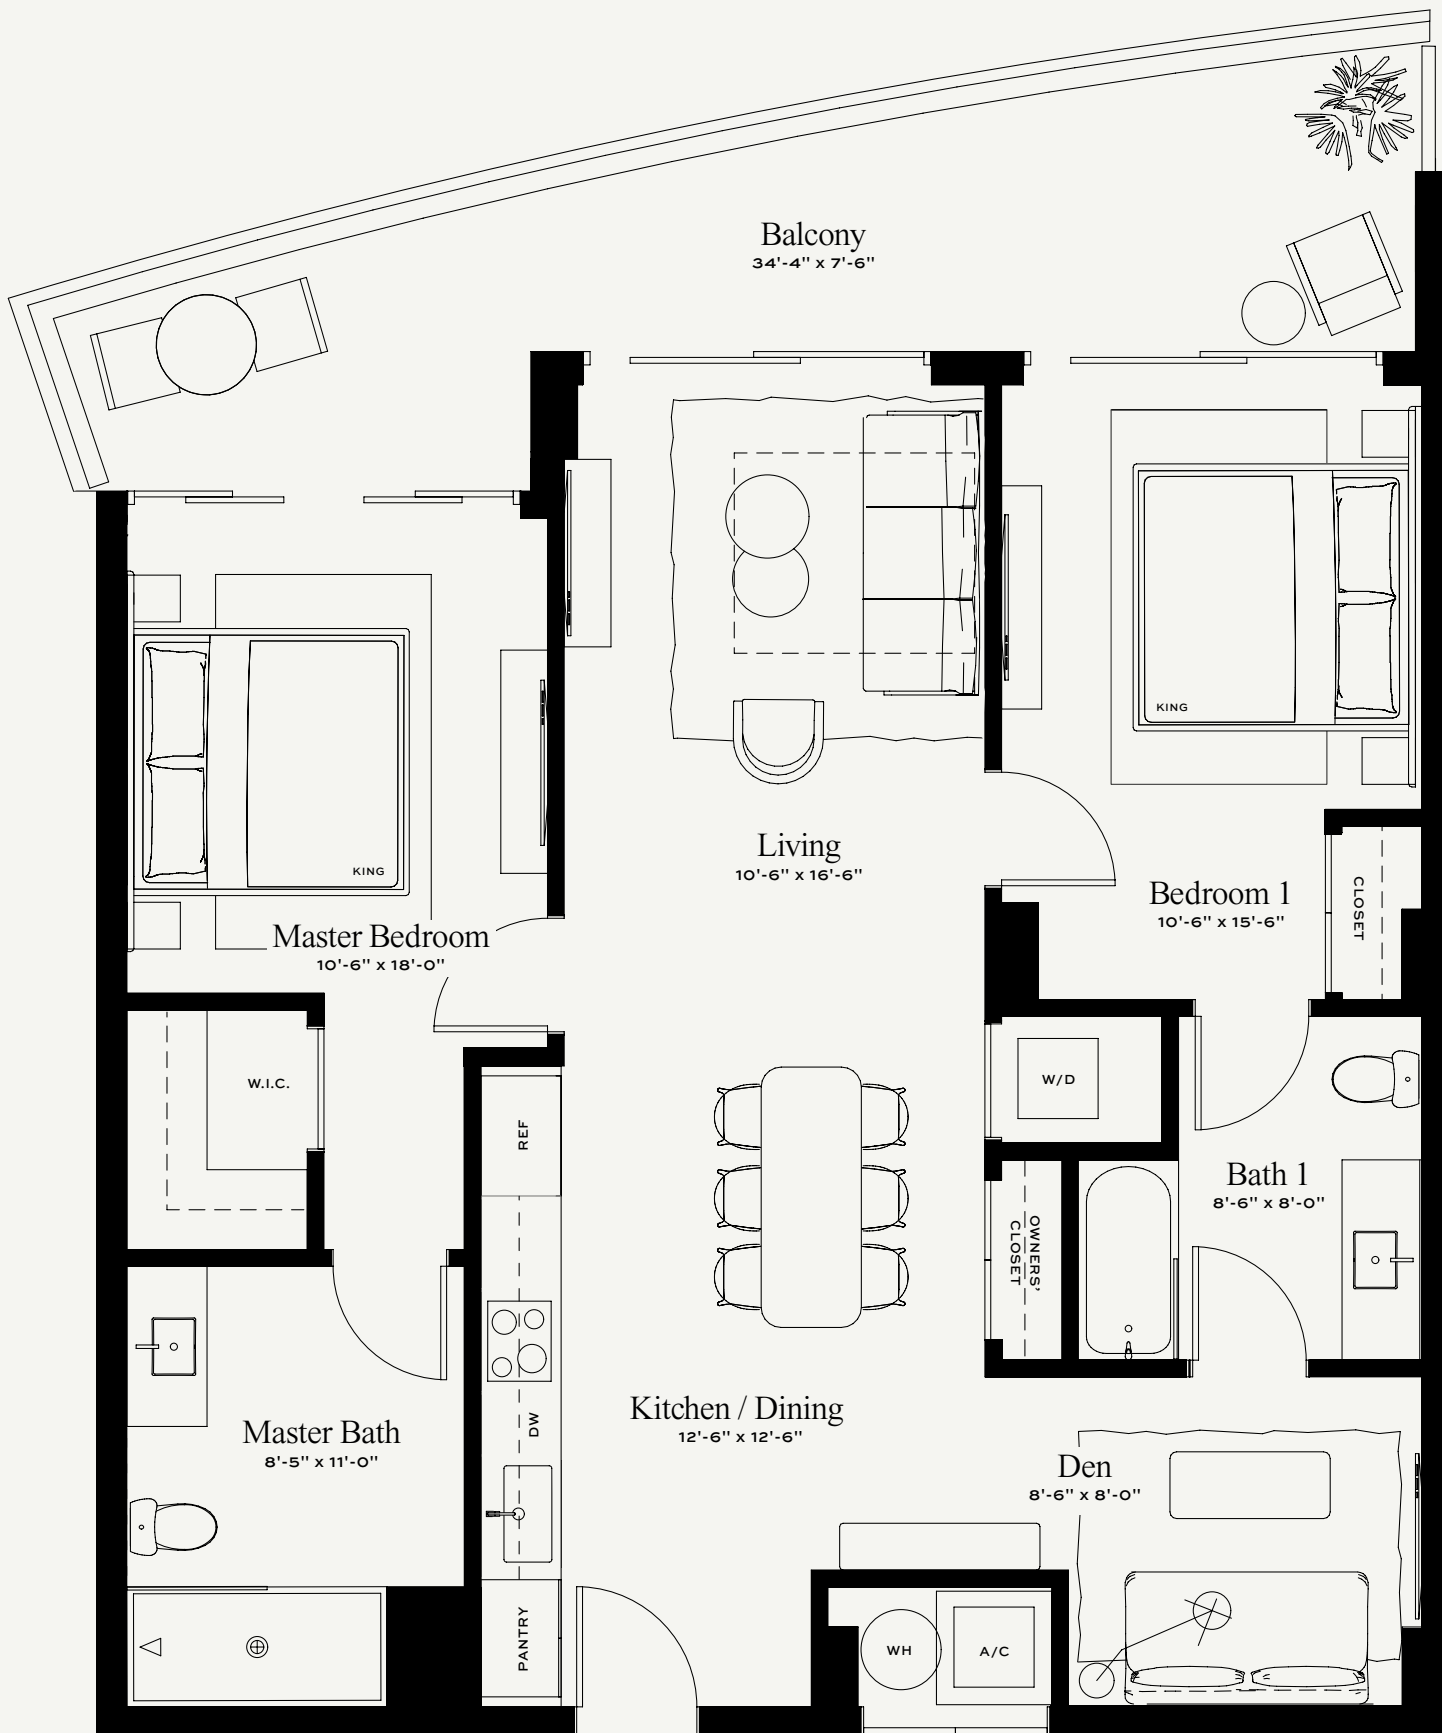 Balcony
34'-4" x 7'-6"
KING
Living
10'-6" x 16'-6"
KING
Bedroom 1
10'-6" x 15'-6"
CLOSET
Master Bedroom
10'-6" x 18'-0"
W.I.C.
W/D
REF
Bath 1
8'-6" x 8'-0"
OWNERS'
CLOSET
Kitchen / Dining
12'-6" x 12'-6"
DW
Master Bath
8'-5" x 11'-0"
Den
8'-6" x 8'-0"
PANTRY
WH
A/C